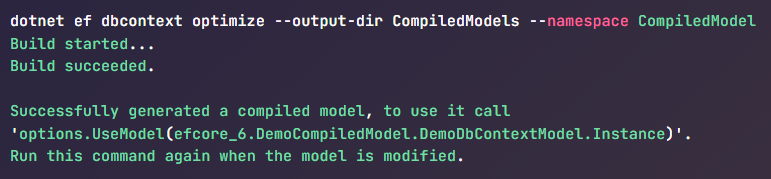 dotnet ef dbcontext optimize --output-dir CompiledModels --namespace CompiledModel
Build started...
Build succeeded.
Successfully generated a compiled model, to use it call
'options.UseModel(efcore_6.DemoCompiledModel.DemoDbContextModel.Instance)'.
Run this command again when the model is modified.